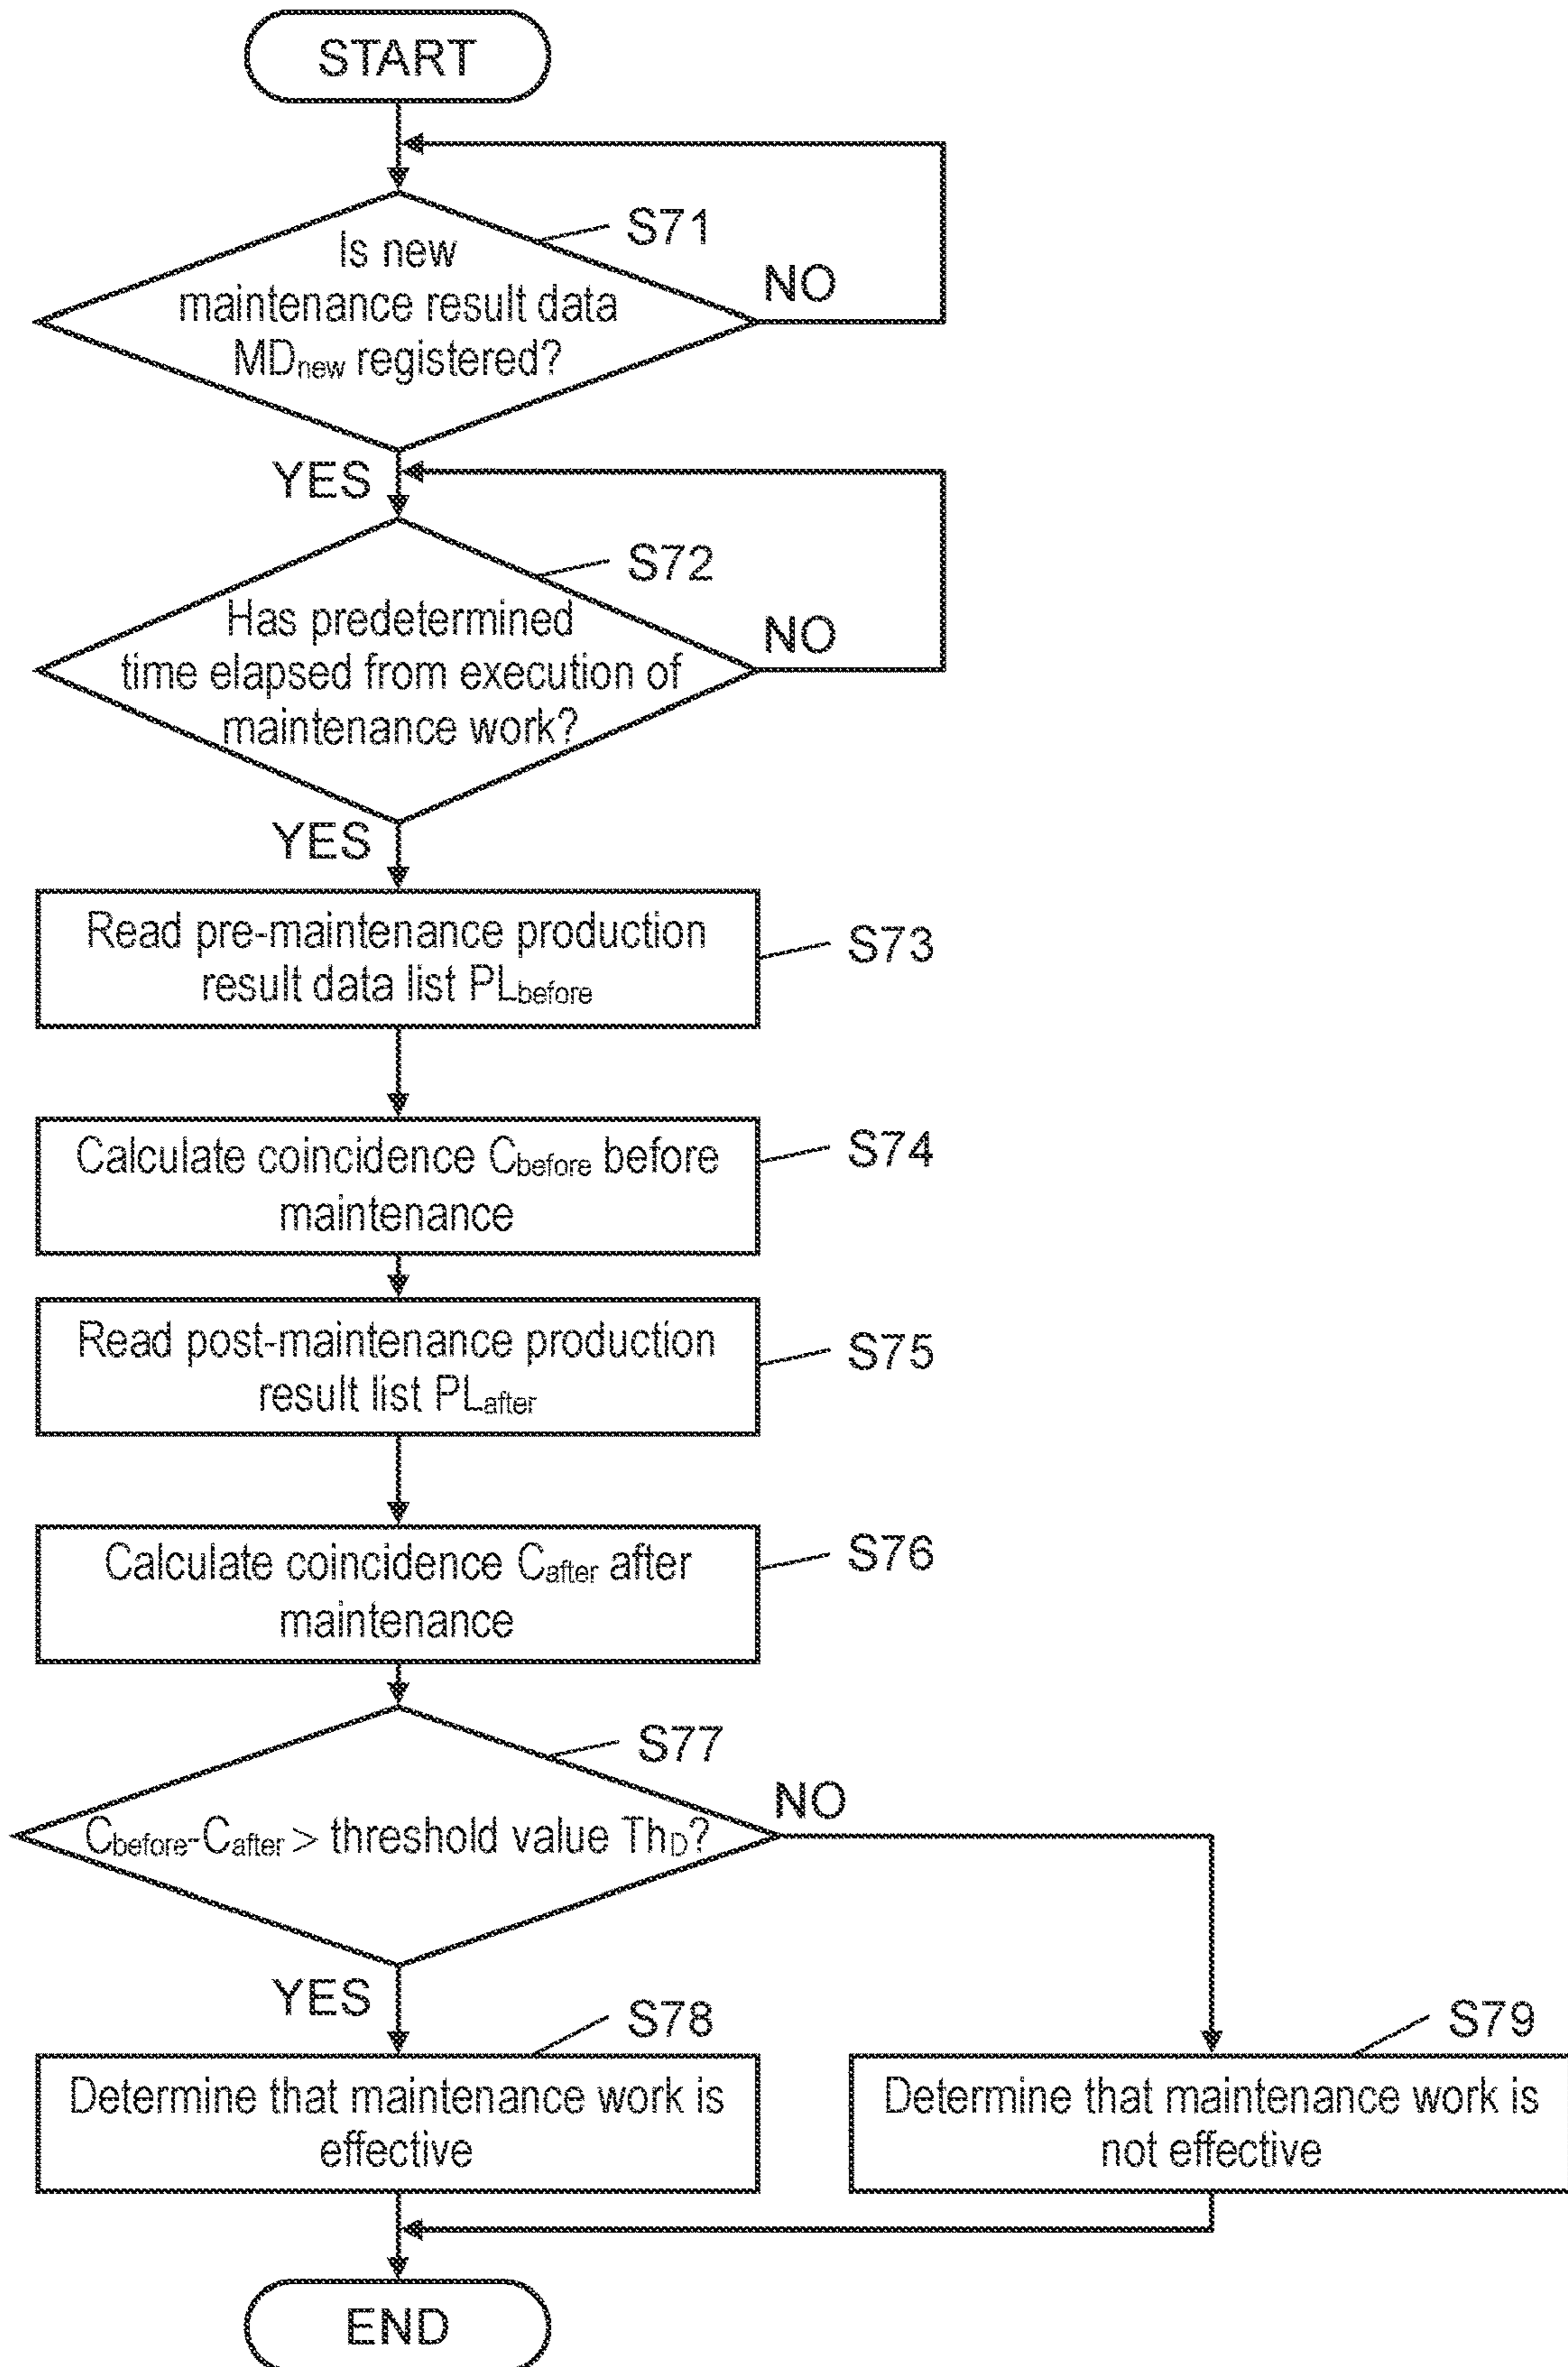 START
S71
Is new
maintenance result data
MDnew registered?
NO
YES
S72
Has predetermined
time elapsed from execution of
maintenance work?
NO
YES
Read pre-maintenance production
result data list PLbefore
S73
Calculate coincidence Cbefore before
maintenance
S74
Read post-maintenance production
result list PLafter
S75
Calculate coincidence Cafter after
maintenance
S76
S77
Cbefore-Cafter > threshold value ThD?
NO
YES
S78
Determine that maintenance work is
effective
S79
Determine that maintenance work is
not effective
END